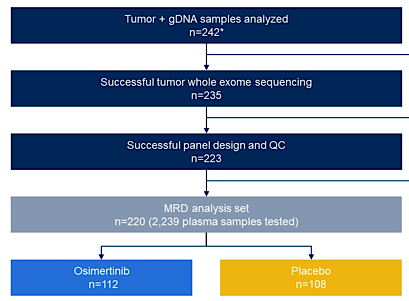 Tumor + gDNA samples analyzed
n=242*
Successful tumor whole exome sequencing
n=235
Successful panel design and QC
n=223
MRD analysis set
n=220 (2,239 plasma samples tested)
Osimertinib
n=112
Placebo
n=108